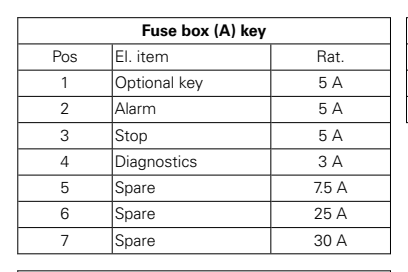 Fuse box (A) key
Pos El. item Rat.
1 Optional key 5 A
2 Alarm 5 A
3 Stop 5 A
4 Diagnostics 3 A
5 Spare 7.5 A
6 Spare 25 A
7 Spare 30 A